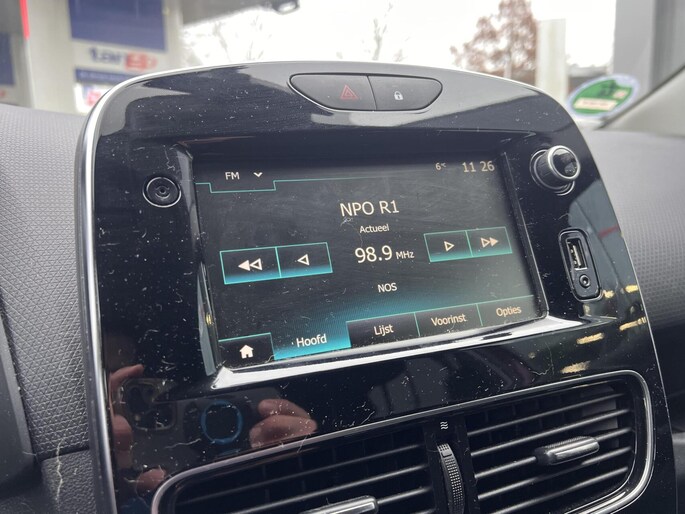 FM
6°C
11 26
NPO R1
Actueel
98.9 MHz
NOS
Hoofd
Lijst
Voorinst
Opties